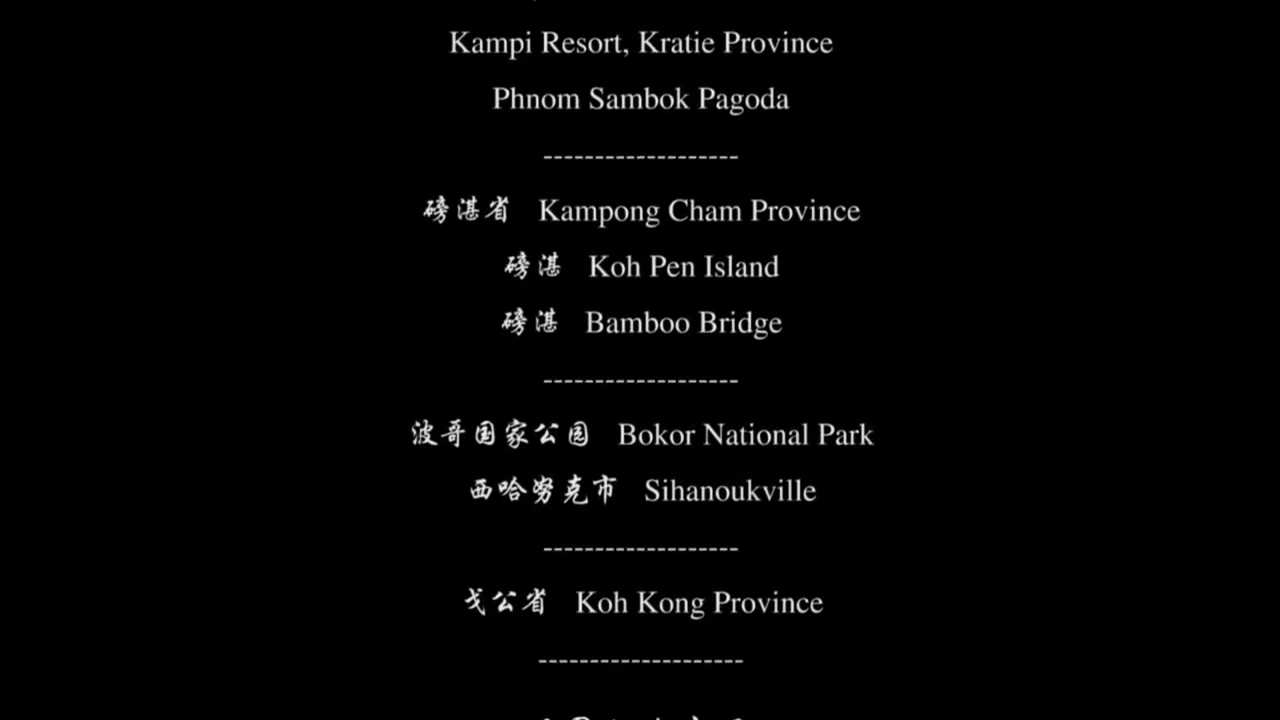 Kampi Resort, Kratie Province
Phnom Sambok Pagoda
-------------------
磅湛省 Kampong Cham Province
磅湛 Koh Pen Island
磅湛 Bamboo Bridge
-------------------
波哥国家公园 Bokor National Park
西哈努克市 Sihanoukville
-------------------
戈公省 Koh Kong Province
--------------------